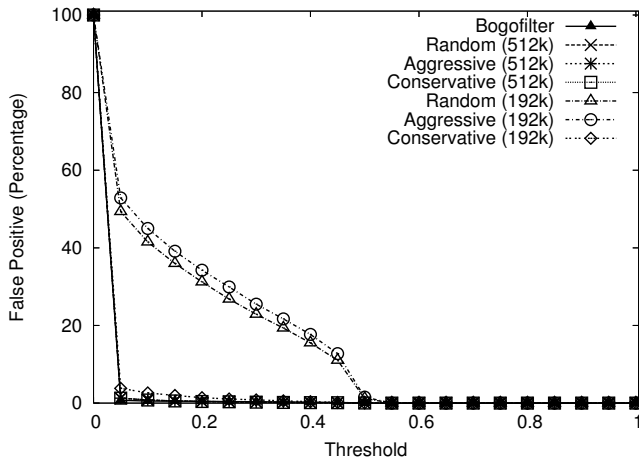 100
80
60
40
20
0
False Positive (Percentage)
Bogofilter
Random (512k)
Aggressive (512k)
Conservative (512k)
Random (192k)
Aggressive (192k)
Conservative (192k)
0 0.2 0.4 0.6 0.8 1
Threshold